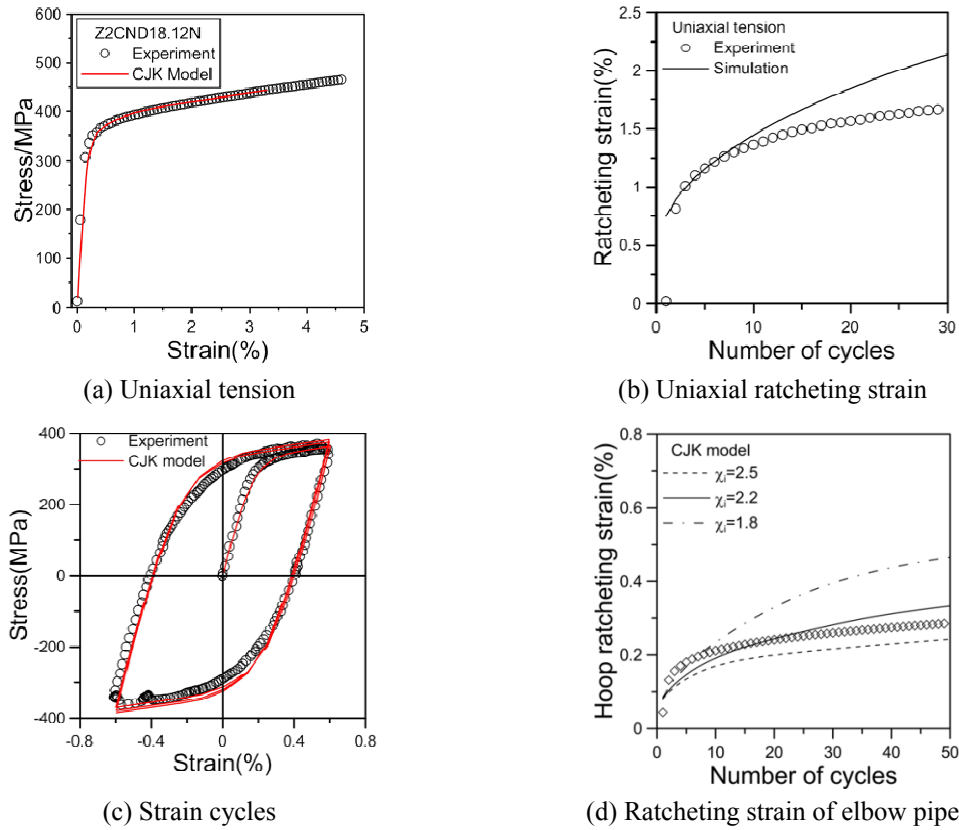 600
500
400
300
200
100
0
Stress/MPa
Z2CND18.12N
Experiment
CJK Model
0 1 2 3 4 5
Strain(%)
(a) Uniaxial tension
2.5
2
1.5
1
0.5
0
Ratcheting strain(%)
Uniaxial tension
Experiment
Simulation
0 10 20 30
Number of cycles
(b) Uniaxial ratcheting strain
400
200
0
-200
-400
Stress(MPa)
Experiment
CJK model
-0.8 -0.4 0 0.4 0.8
Strain(%)
(c) Strain cycles
0.8
0.6
0.4
0.2
0
Hoop ratcheting strain(%)
CJK model
χi=2.5
χi=2.2
χi=1.8
0 10 20 30 40 50
Number of cycles
(d) Ratcheting strain of elbow pipe